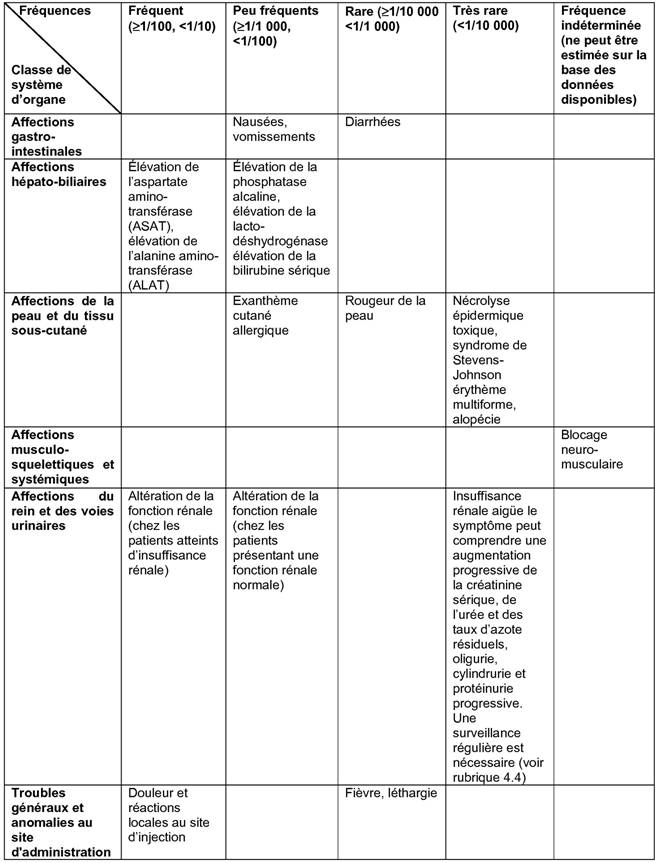 Fréquences
Classe de
système
d'organe
Fréquent
(≥1/100, <1/10)
Peu fréquents
(≥1/1 000,
<1/100)
Rare (≥1/10 000
<1/1 000)
Très rare
(<1/10 000)
Fréquence
indéterminée
(ne peut être
estimée sur la
base des
données
disponibles)
Affections
gastro-
intestinales
Nausées,
vomissements
Diarrhées
Affections
hépato-biliaires
Élévation de
l'aspartate
amino-
transférase
(ASAT),
élévation de
l'alanine amino-
transférase
(ALAT)
Élévation de la
phosphatase
alcaline,
élévation de la
lacto-
déshydrogénase
élévation de la
bilirubine sérique
Affections de la
peau et du tissu
sous-cutané
Exanthème
cutané
allergique
Rougeur de la
peau
Nécrolyse
épidermique
toxique,
syndrome de
Stevens-
Johnson
érythème
multiforme,
alopécie
Affections
musculo-
squelettiques et
systémiques
Blocage
neuro-
musculaire
Affections du
rein et des voies
urinaires
Altération de la
fonction rénale
(chez les
patients atteints
d'insuffisance
rénale)
Altération de la
fonction rénale
(chez les
patients
présentant une
fonction rénale
normale)
Insuffisance
rénale aigüe le
symptôme peut
comprendre une
augmentation
progressive de
la créatinine
sérique, de
l'urée et des
taux d'azote
résiduels,
oligurie,
cylindrurie et
protéinurie
progressive.
Une
surveillance
régulière est
nécessaire (voir
rubrique 4.4)
Troubles
généraux et
anomalies au
site
d'administration
Douleur et
réactions
locales au site
d'injection
Fièvre, léthargie